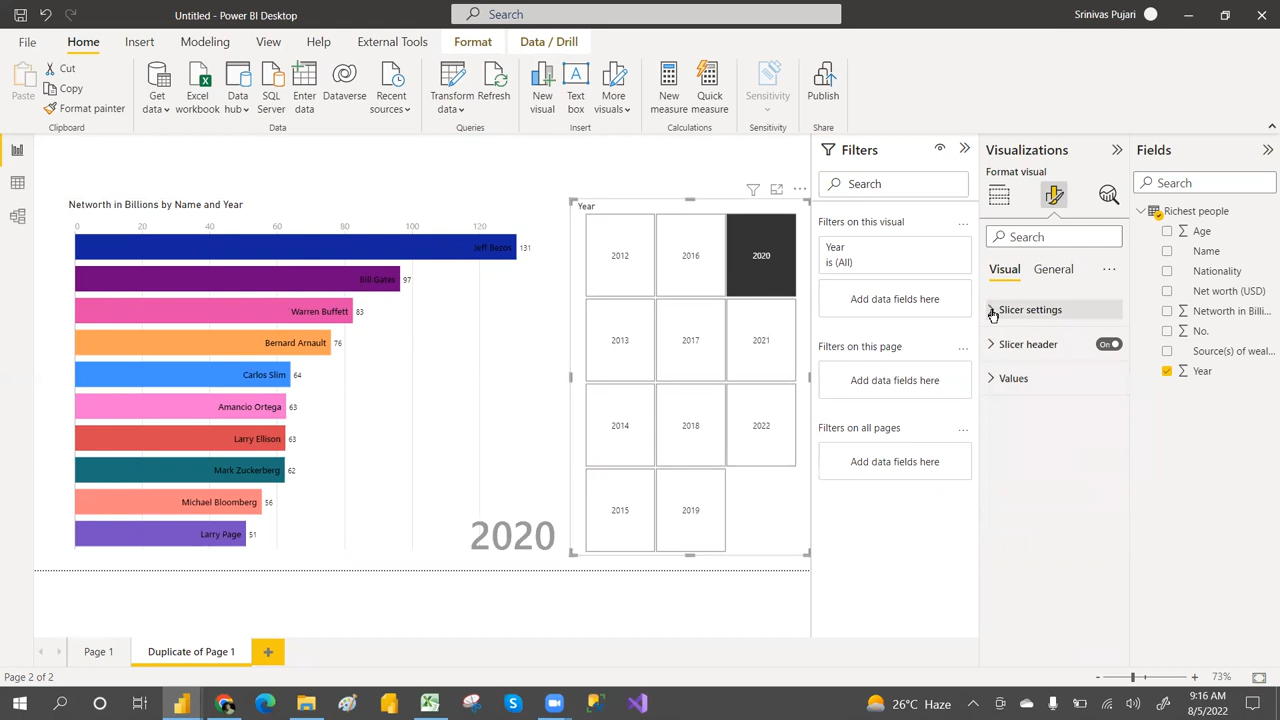 Untitled - Power BI Desktop
Search
Srinivas Pujari
File
Home
Insert
Modeling
View
Help
External Tools
Format
Data / Drill
Paste
Cut
Copy
Format painter
Get data
Excel workbook
Data hub
SQL Server
Enter data
Dataverse
Recent sources
Transform data
Refresh
New visual
Text box
More visuals
New measure
Quick measure
Sensitivity
Publish
Clipboard
Data
Queries
Insert
Calculations
Sensitivity
Share
Networth in Billions by Name and Year
0 20 40 60 80 100 120
Jeff Bezos 131
Bill Gates 97
Warren Buffett 83
Bernard Arnault 76
Carlos Slim 64
Amancio Ortega 63
Larry Ellison 63
Mark Zuckerberg 62
Michael Bloomberg 56
Larry Page 51
2020
Year
2012 2016 2020
2013 2017 2021
2014 2018 2022
2015 2019
Filters
Search
Filters on this visual ...
Year
is (All)
Add data fields here
Filters on this page ...
Add data fields here
Filters on all pages ...
Add data fields here
Visualizations
Format visual
Search
Visual
General
Slicer settings
Slicer header
On
Values
Fields
Search
Richest people
Age
Name
Nationality
Net worth (USD)
Networth in Billi...
No.
Source(s) of weal...
Year
Page 1
Duplicate of Page 1
Page 2 of 2
73%
26°C Haze
9:16 AM
8/5/2022